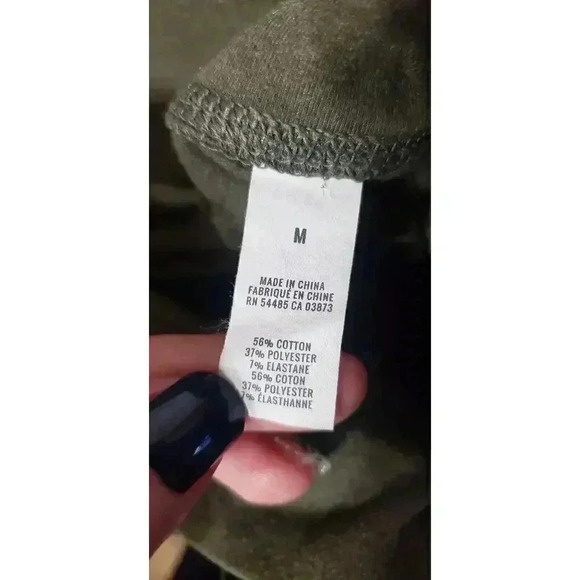 M
MADE IN CHINA
FABRIQUÉ EN CHINE
RN 54485 CA 03873
56% COTTON
37% POLYESTER
7% ELASTANE
56% COTON
37% POLYESTER
7% ÉLASTHANNE